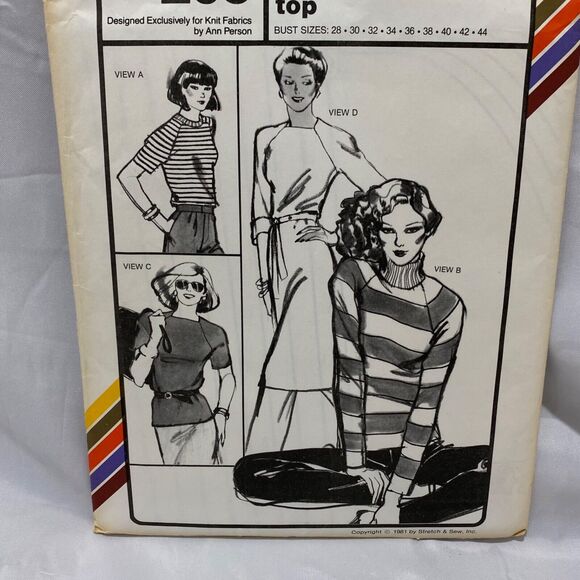 top
Designed Exclusively for Knit Fabrics
by Ann Person
BUST SIZES: 28 • 30 • 32 • 34 • 36 • 38 • 40 • 42 • 44
VIEW A
VIEW D
VIEW C
VIEW B
Copyright © 1981 by Stretch & Sew, Inc.